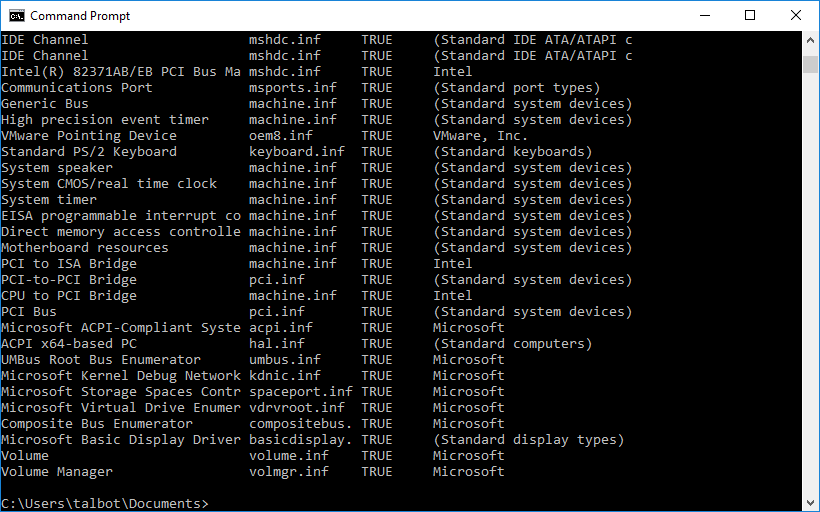 Command Prompt
IDE Channel mshdc.inf TRUE (Standard IDE ATA/ATAPI c
IDE Channel mshdc.inf TRUE (Standard IDE ATA/ATAPI c
Intel(R) 82371AB/EB PCI Bus Ma mshdc.inf TRUE Intel
Communications Port msports.inf TRUE (Standard port types)
Generic Bus machine.inf TRUE (Standard system devices)
High precision event timer machine.inf TRUE (Standard system devices)
VMware Pointing Device oem8.inf TRUE VMware, Inc.
Standard PS/2 Keyboard keyboard.inf TRUE (Standard keyboards)
System speaker machine.inf TRUE (Standard system devices)
System CMOS/real time clock machine.inf TRUE (Standard system devices)
System timer machine.inf TRUE (Standard system devices)
EISA programmable interrupt co machine.inf TRUE (Standard system devices)
Direct memory access controlle machine.inf TRUE (Standard system devices)
Motherboard resources machine.inf TRUE (Standard system devices)
PCI to ISA Bridge machine.inf TRUE Intel
PCI-to-PCI Bridge pci.inf TRUE (Standard system devices)
CPU to PCI Bridge machine.inf TRUE Intel
PCI Bus pci.inf TRUE (Standard system devices)
Microsoft ACPI-Compliant Syste acpi.inf TRUE Microsoft
ACPI x64-based PC hal.inf TRUE (Standard computers)
UMBus Root Bus Enumerator umbus.inf TRUE Microsoft
Microsoft Kernel Debug Network kdnic.inf TRUE Microsoft
Microsoft Storage Spaces Contr spaceport.inf TRUE Microsoft
Microsoft Virtual Drive Enumer vdrvroot.inf TRUE Microsoft
Composite Bus Enumerator compositebus. TRUE Microsoft
Microsoft Basic Display Driver basicdisplay. TRUE (Standard display types)
Volume volume.inf TRUE Microsoft
Volume Manager volmgr.inf TRUE Microsoft
C:\Users\talbot\Documents>